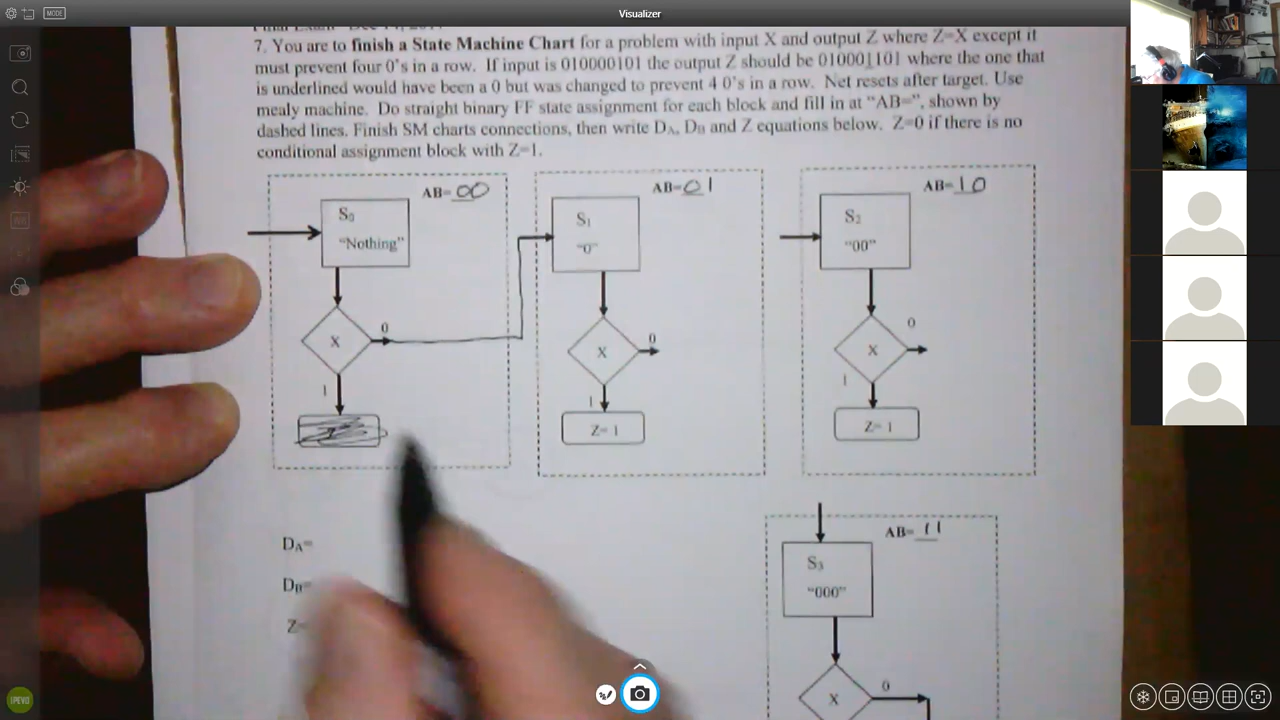 MODE
Visualizer
7. You are to finish a State Machine Chart for a problem with input X and output Z where Z=X except it
must prevent four 0's in a row. If input is 010000101 the output Z should be 010001101 where the one that
is underlined would have been a 0 but was changed to prevent 4 0's in a row. Net resets after target. Use
mealy machine. Do straight binary FF state assignment for each block and fill in at "AB=", shown by
dashed lines. Finish SM charts connections, then write DA, DB and Z equations below. Z=0 if there is no
conditional assignment block with Z=1.
AB=00
S0
"Nothing"
X
0
1
AB=01
S1
"0"
X
0
1
Z=1
AB=10
S2
"00"
X
0
1
Z=1
DA=
DB=
Z=
AB=11
S3
"000"
X
0
IPEVO